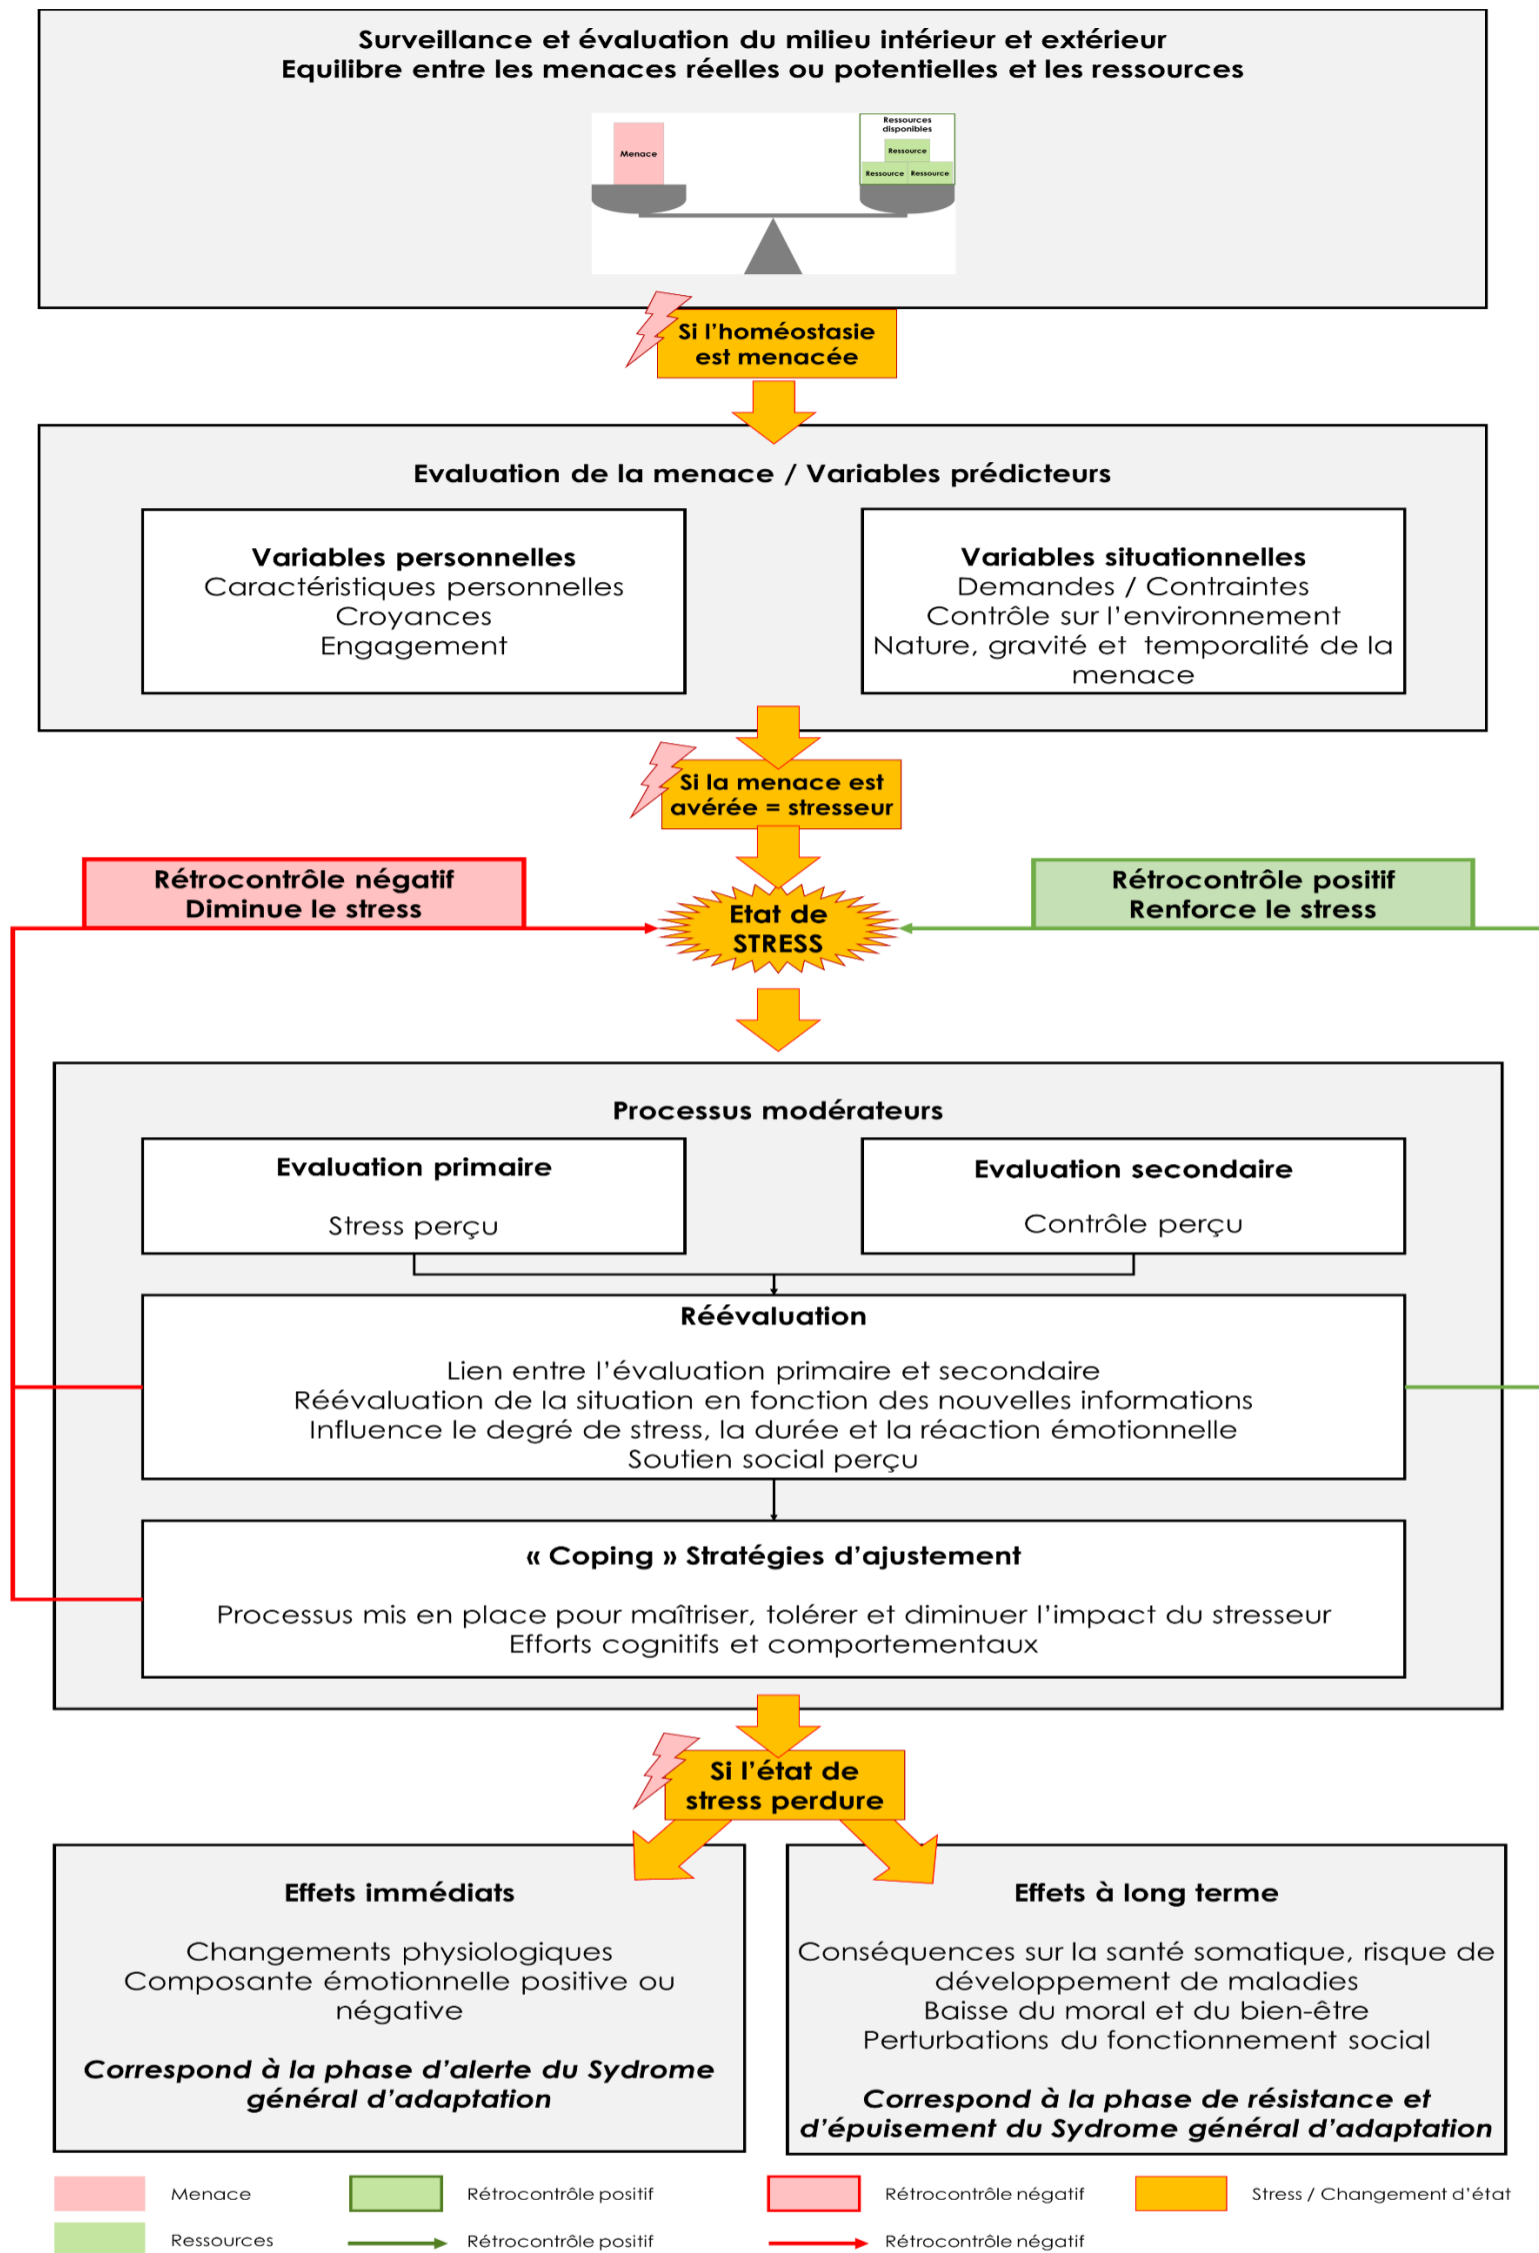 Surveillance et évaluation du milieu intérieur et extérieur
Equilibre entre les menaces réelles ou potentielles et les ressources
Menace
Ressources
disponibles
Ressource
Ressource
Ressource
Si l'homéostasie
est menacée
Evaluation de la menace / Variables prédicteurs
Variables personnelles
Caractéristiques personnelles
Croyances
Engagement
Variables situationnelles
Demandes / Contraintes
Contrôle sur l'environnement
Nature, gravité et temporalité de la
menace
Si la menace est
avérée = stresseur
Rétrocontrôle négatif
Diminue le stress
Etat de
STRESS
Rétrocontrôle positif
Renforce le stress
Processus modérateurs
Evaluation primaire
Stress perçu
Evaluation secondaire
Contrôle perçu
Réévaluation
Lien entre l'évaluation primaire et secondaire
Réévaluation de la situation en fonction des nouvelles informations
Influence le degré de stress, la durée et la réaction émotionnelle
Soutien social perçu
« Coping » Stratégies d'ajustement
Processus mis en place pour maîtriser, tolérer et diminuer l'impact du stresseur
Efforts cognitifs et comportementaux
Si l'état de
stress perdure
Effets immédiats
Changements physiologiques
Composante émotionnelle positive ou
négative
Correspond à la phase d'alerte du Sydrome
général d'adaptation
Effets à long terme
Conséquences sur la santé somatique, risque de
développement de maladies
Baisse du moral et du bien-être
Perturbations du fonctionnement social
Correspond à la phase de résistance et
d'épuisement du Sydrome général d'adaptation
Menace
Rétrocontrôle positif
Rétrocontrôle négatif
Stress / Changement d'état
Ressources
Rétrocontrôle positif
Rétrocontrôle négatif